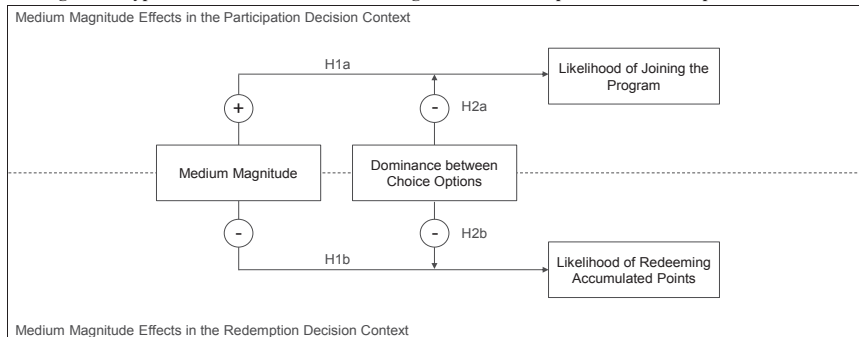 Medium Magnitude Effects in the Participation Decision Context
H1a
Likelihood of Joining the
Program
+
-
H2a
Medium Magnitude
Dominance between
Choice Options
-
-
H2b
H1b
Likelihood of Redeeming
Accumulated Points
Medium Magnitude Effects in the Redemption Decision Context